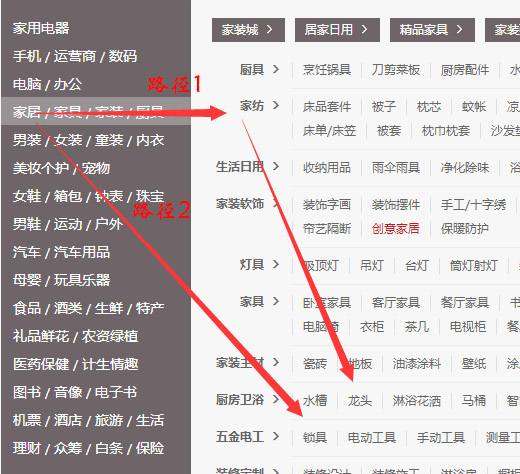 家用电器
手机 / 运营商 / 数码
电脑 / 办公
家居 / 家具 / 家装 / 厨具
男装 / 女装 / 童装 / 内衣
美妆个护 / 宠物
女鞋 / 箱包 / 钟表 / 珠宝
男鞋 / 运动 / 户外
汽车 / 汽车用品
母婴 / 玩具乐器
食品 / 酒类 / 生鲜 / 特产
礼品鲜花 / 农资绿植
医药保健 / 计生情趣
图书 / 音像 / 电子书
机票 / 酒店 / 旅游 / 生活
理财 / 众筹 / 白条 / 保险
路径1
路径2
家装城 > 居家日用 > 精品家具 > 家装
厨具 > 烹饪锅具 刀剪菜板 厨房配件 水
家纺 > 床品套件 被子 枕芯 蚊帐 凉
床单/床笠 被套 枕巾枕套 沙发
生活日用 > 收纳用品 雨伞雨具 净化除味 浴
家装软饰 > 装饰字画 装饰摆件 手工/十字绣
帘艺隔断 创意家居 保暖防护
灯具 > 吸顶灯 吊灯 台灯 筒灯射灯
家具 > 卧室家具 客厅家具 餐厅家具 书
电脑椅 衣柜 茶几 电视柜 餐
家装主材 > 瓷砖 地板 油漆涂料 壁纸 涂
厨房卫浴 > 水槽 龙头 淋浴花洒 马桶 智
五金电工 > 锁具 电动工具 手动工具 测量工
装修定制 > 装修设计 装修施工 淋浴房 橱柜